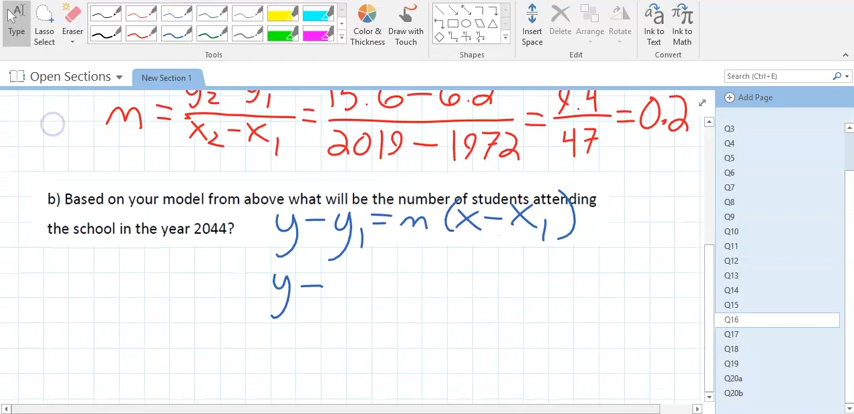 Type
Lasso Select
Eraser
Color & Thickness
Draw with Touch
Insert Space
Delete
Arrange
Rotate
Ink to Text
Ink to Math
Tools
Shapes
Edit
Convert
Open Sections
New Section 1
Search (Ctrl+E)
m = y2 - y1 / x2 - x1 = 15.6 - 6.2 / 2019 - 1972 = 9.4 / 47 = 0.2
b) Based on your model from above what will be the number of students attending
the school in the year 2044?
y - y1 = m (x - x1)
y -
Add Page
Q3
Q4
Q5
Q6
Q7
Q8
Q9
Q10
Q11
Q12
Q13
Q14
Q15
Q16
Q17
Q18
Q19
Q20a
Q20b